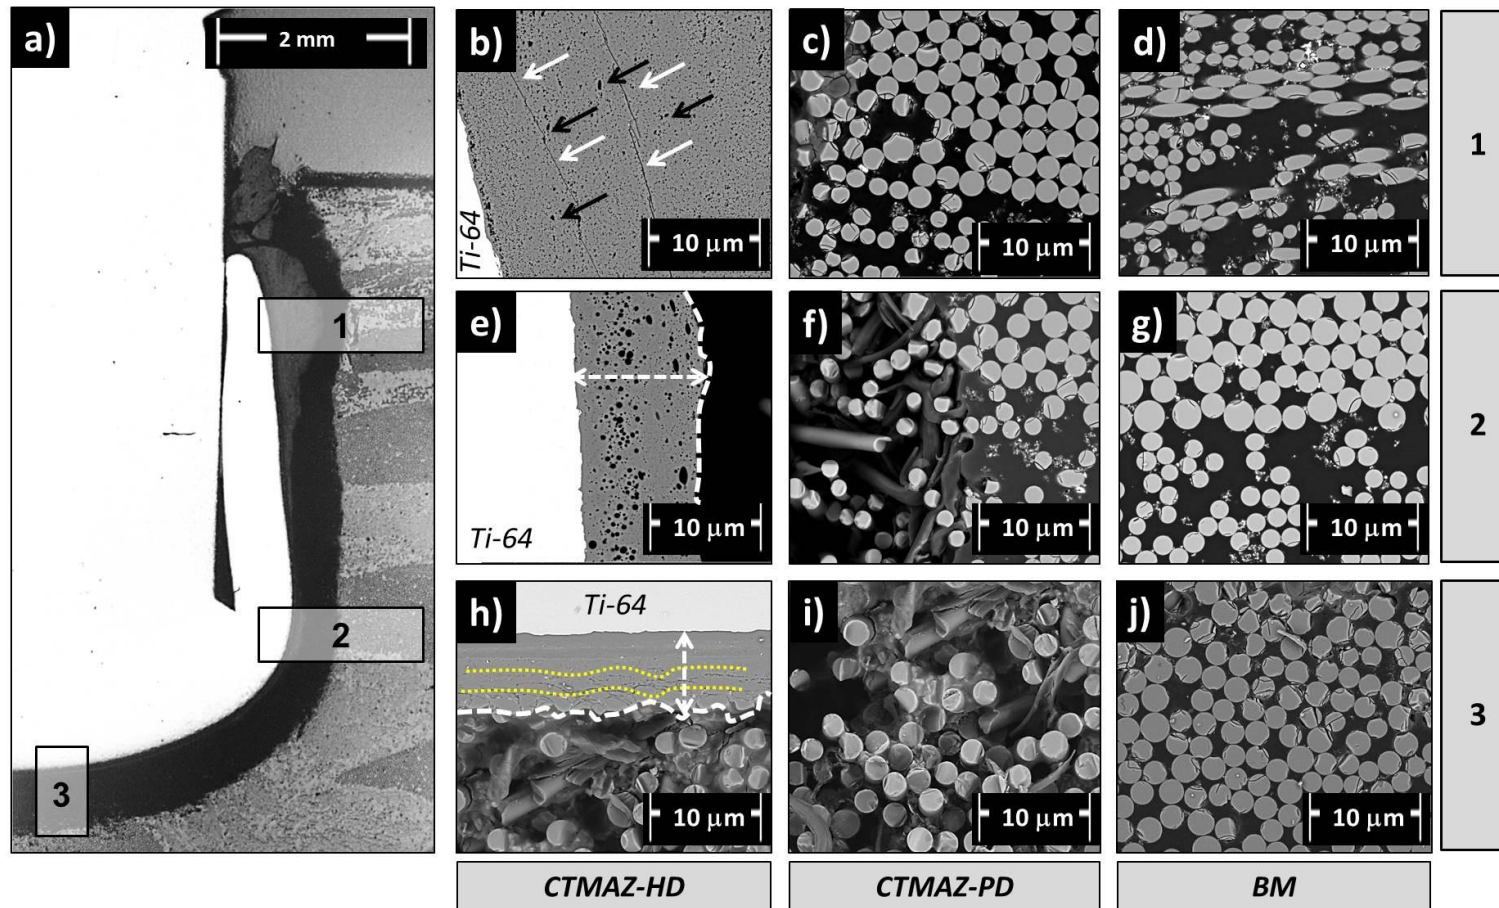 a)
2 mm
1
2
3
b)
Ti-64
10 μm
c)
10 μm
d)
10 μm
1
e)
Ti-64
10 μm
f)
10 μm
g)
10 μm
2
h)
Ti-64
10 μm
i)
10 μm
j)
10 μm
3
CTMAZ-HD
CTMAZ-PD
BM